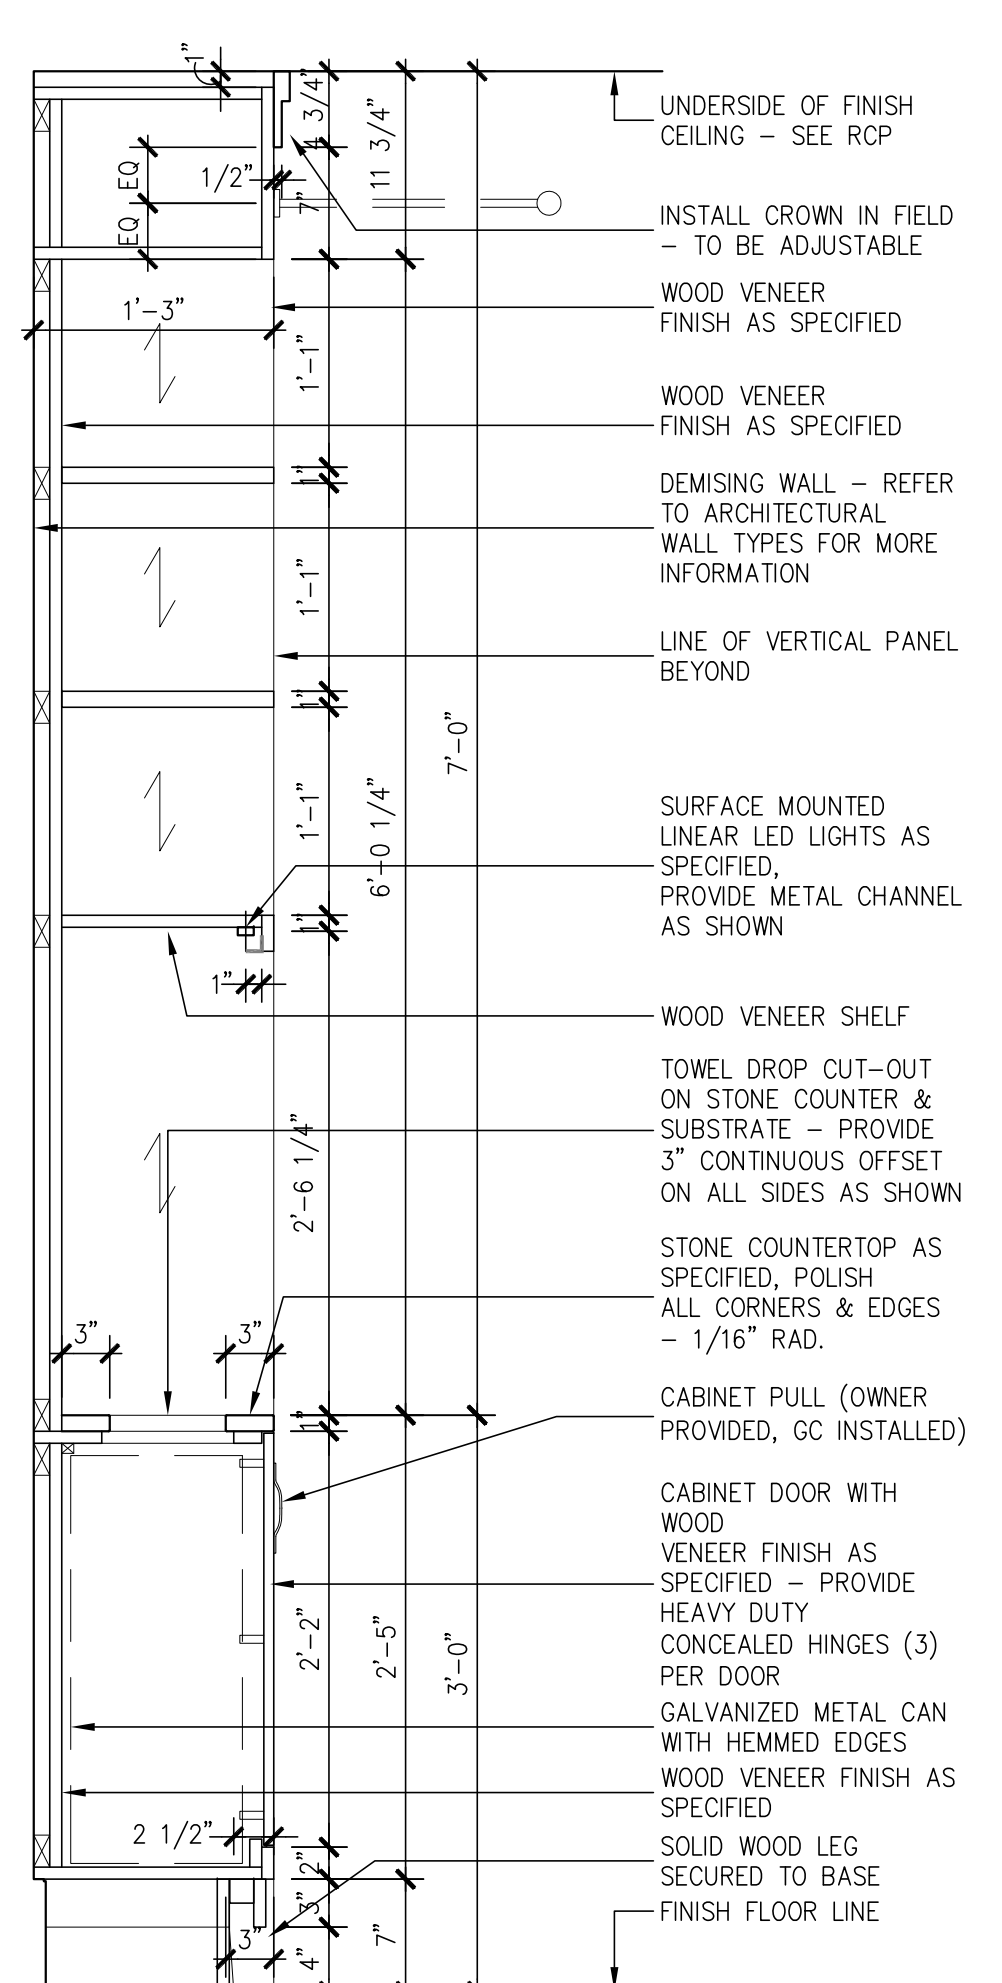 1"
4 3/4"
11 3/4"
UNDERSIDE OF FINISH
CEILING – SEE RCP
EQ
1/2"
7"
EQ
INSTALL CROWN IN FIELD
– TO BE ADJUSTABLE
WOOD VENEER
FINISH AS SPECIFIED
1'–3"
1'–1"
WOOD VENEER
FINISH AS SPECIFIED
1"
DEMISING WALL – REFER
TO ARCHITECTURAL
WALL TYPES FOR MORE
INFORMATION
1'–1"
LINE OF VERTICAL PANEL
BEYOND
1"
7'–0"
1'–1"
6'–0 1/4"
SURFACE MOUNTED
LINEAR LED LIGHTS AS
SPECIFIED,
PROVIDE METAL CHANNEL
AS SHOWN
1"
1"
WOOD VENEER SHELF
TOWEL DROP CUT–OUT
ON STONE COUNTER &
SUBSTRATE – PROVIDE
3" CONTINUOUS OFFSET
ON ALL SIDES AS SHOWN
2'–6 1/4"
STONE COUNTERTOP AS
SPECIFIED, POLISH
ALL CORNERS & EDGES
– 1/16" RAD.
3"
3"
1"
CABINET PULL (OWNER
PROVIDED, GC INSTALLED)
CABINET DOOR WITH
WOOD
VENEER FINISH AS
SPECIFIED – PROVIDE
HEAVY DUTY
CONCEALED HINGES (3)
PER DOOR
2'–2"
2'–5"
3'–0"
GALVANIZED METAL CAN
WITH HEMMED EDGES
WOOD VENEER FINISH AS
SPECIFIED
2 1/2"
2"
SOLID WOOD LEG
SECURED TO BASE
3"
FINISH FLOOR LINE
3"
4"
7"